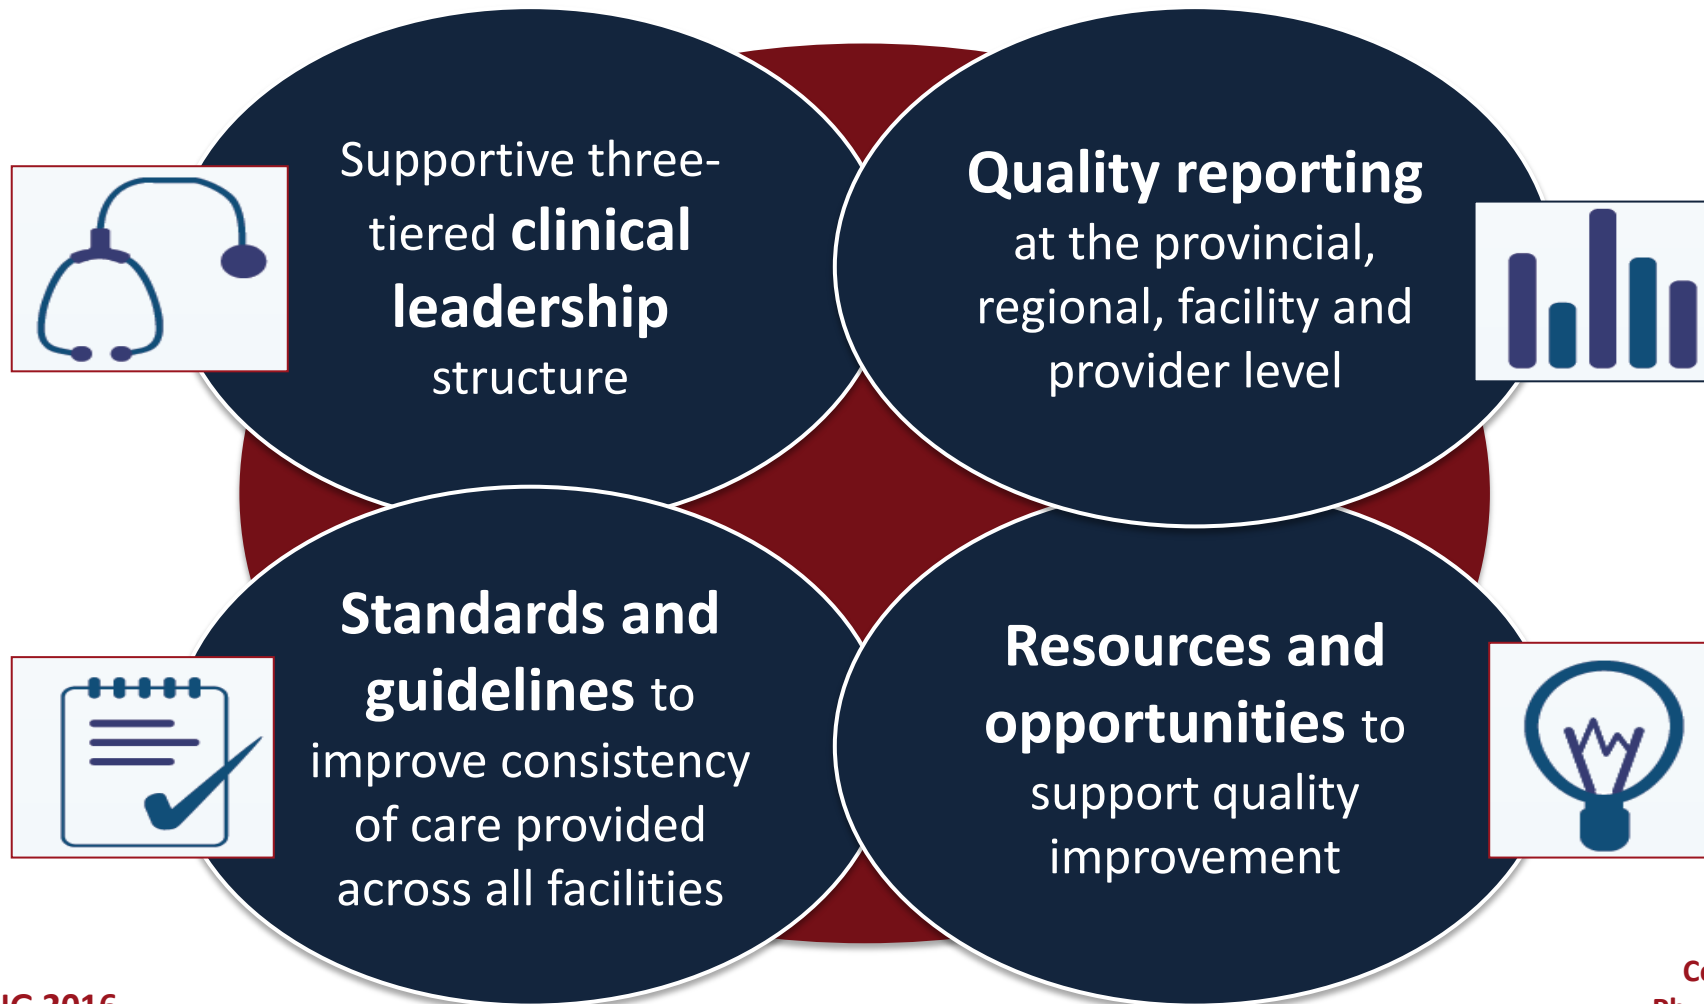 Supportive three-
tiered clinical
leadership
structure
Quality reporting
at the provincial,
regional, facility and
provider level
Standards and
guidelines to
improve consistency
of care provided
across all facilities
Resources and
opportunities to
support quality
improvement
2016